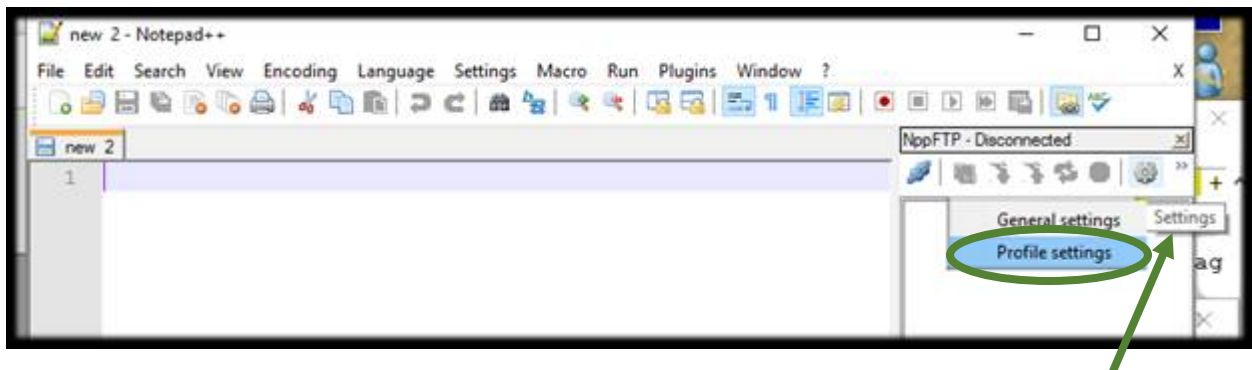 new 2 - Notepad++
File Edit Search View Encoding Language Settings Macro Run Plugins Window ? X
new 2
NppFTP - Disconnected
1
General settings
Settings
Profile settings
ag